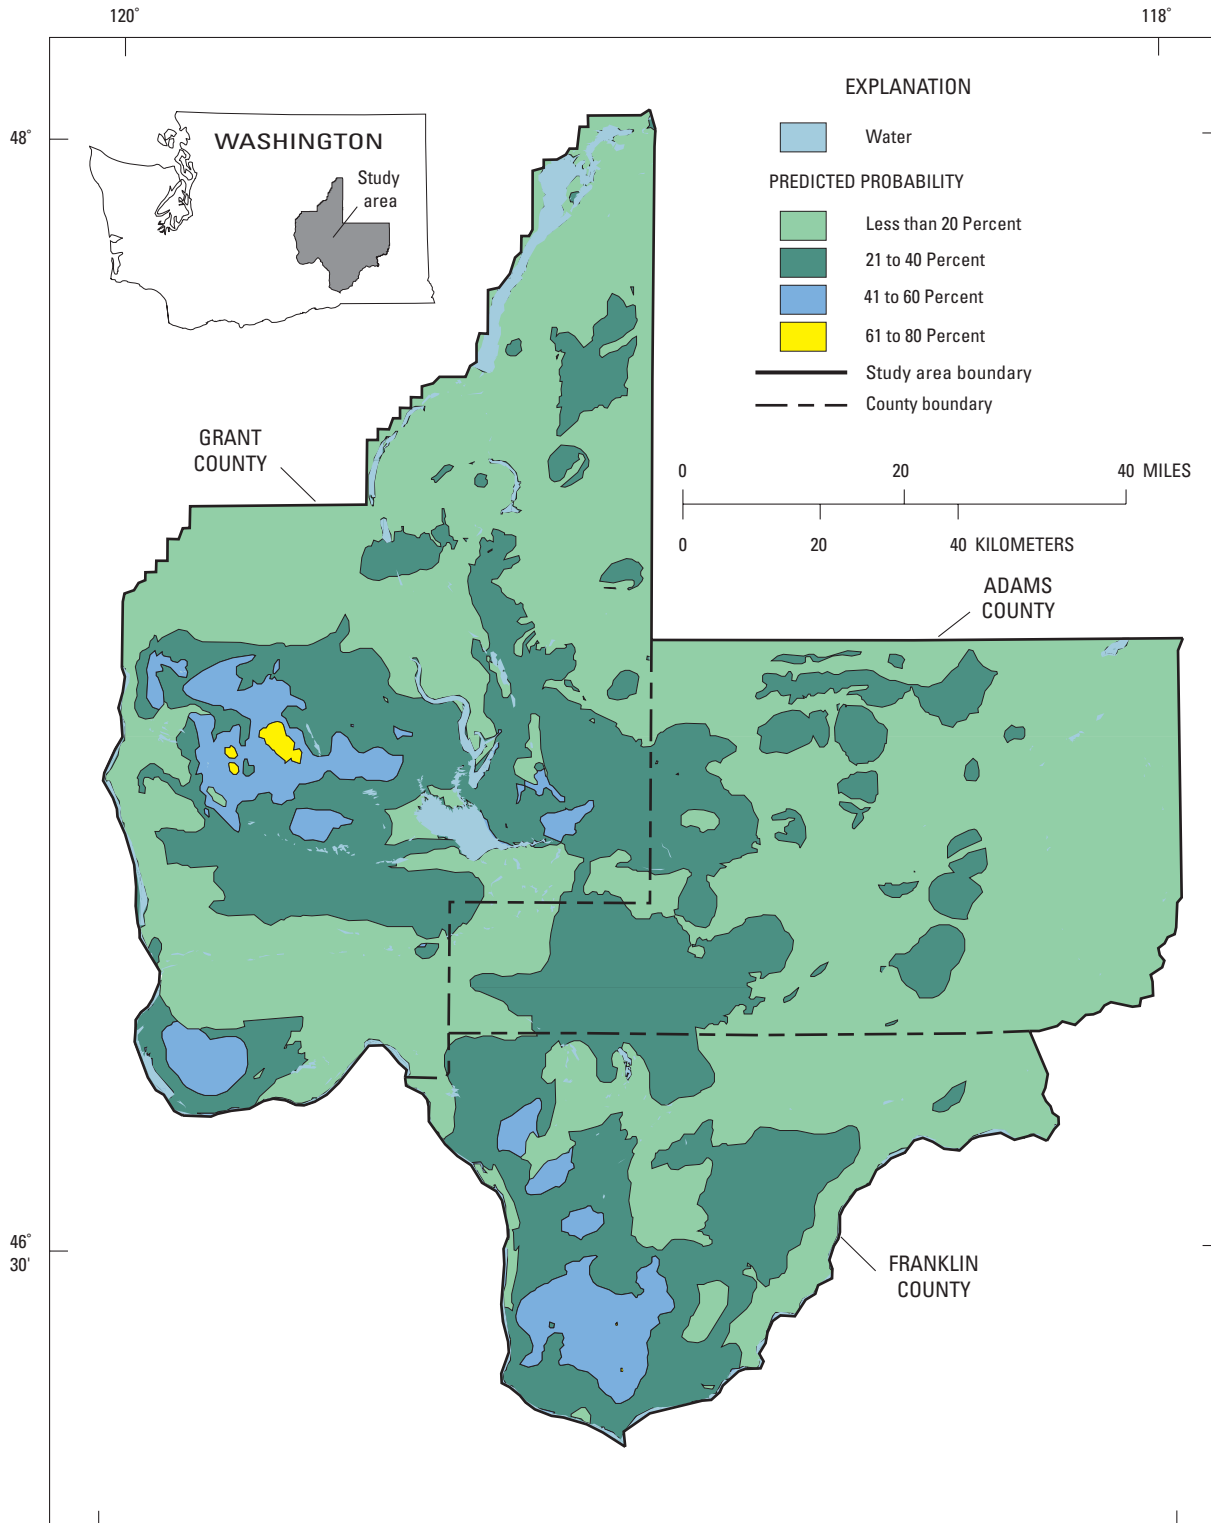 120°
118°
48°
WASHINGTON
Study
area
EXPLANATION
Water
PREDICTED PROBABILITY
Less than 20 Percent
21 to 40 Percent
41 to 60 Percent
61 to 80 Percent
Study area boundary
County boundary
GRANT
COUNTY
0 20 40 MILES
0 20 40 KILOMETERS
ADAMS
COUNTY
46°
30'
FRANKLIN
COUNTY